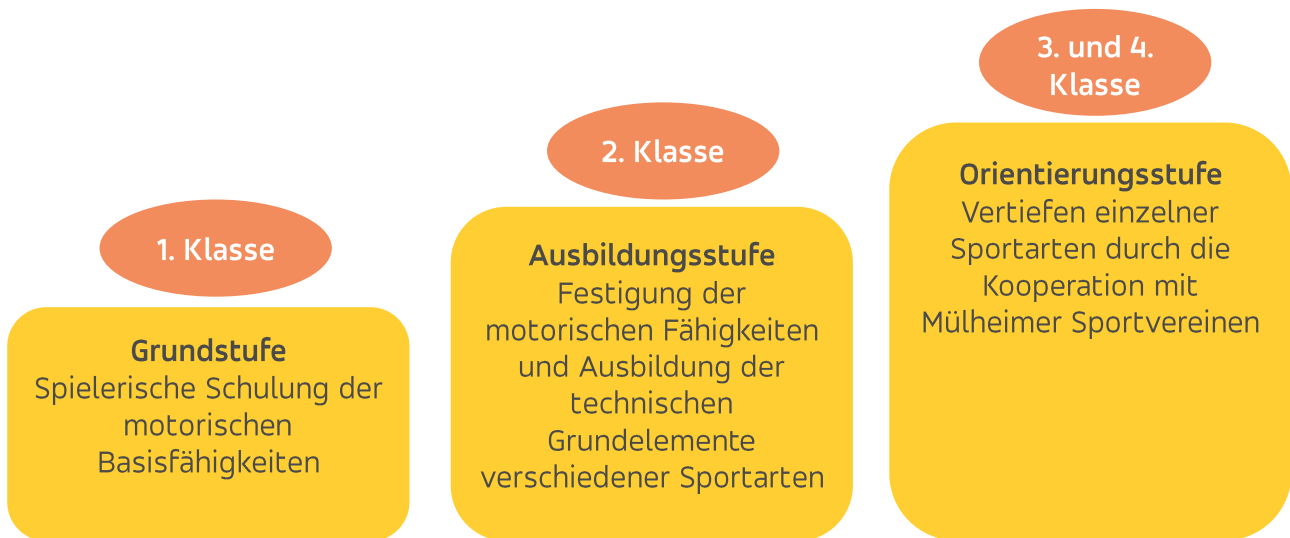 1. Klasse
Grundstufe
Spielerische Schulung der
motorischen
Basisfähigkeiten
2. Klasse
Ausbildungsstufe
Festigung der
motorischen Fähigkeiten
und Ausbildung der
technischen
Grundelemente
verschiedener Sportarten
3. und 4.
Klasse
Orientierungsstufe
Vertiefen einzelner
Sportarten durch die
Kooperation mit
Mülheimer Sportvereinen